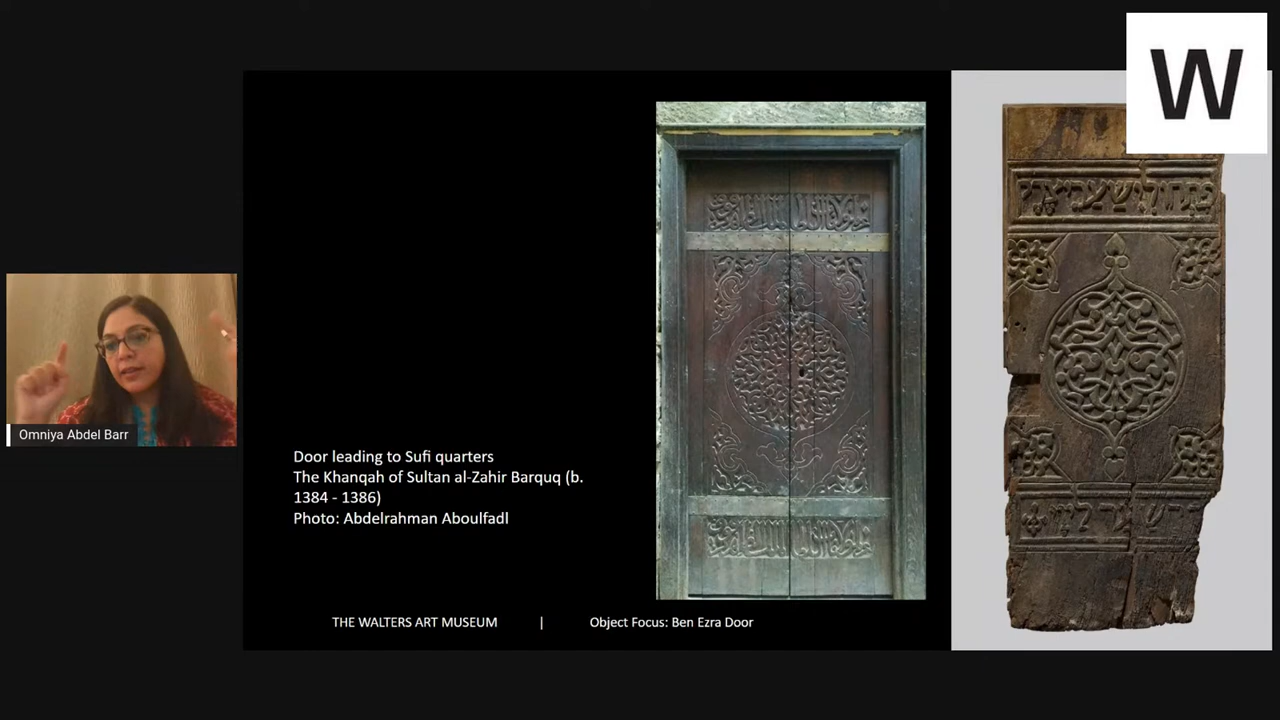 W
Omniya Abdel Barr
Door leading to Sufi quarters
The Khanqah of Sultan al-Zahir Barquq (b.
1384 - 1386)
Photo: Abdelrahman Aboulfadl
THE WALTERS ART MUSEUM | Object Focus: Ben Ezra Door